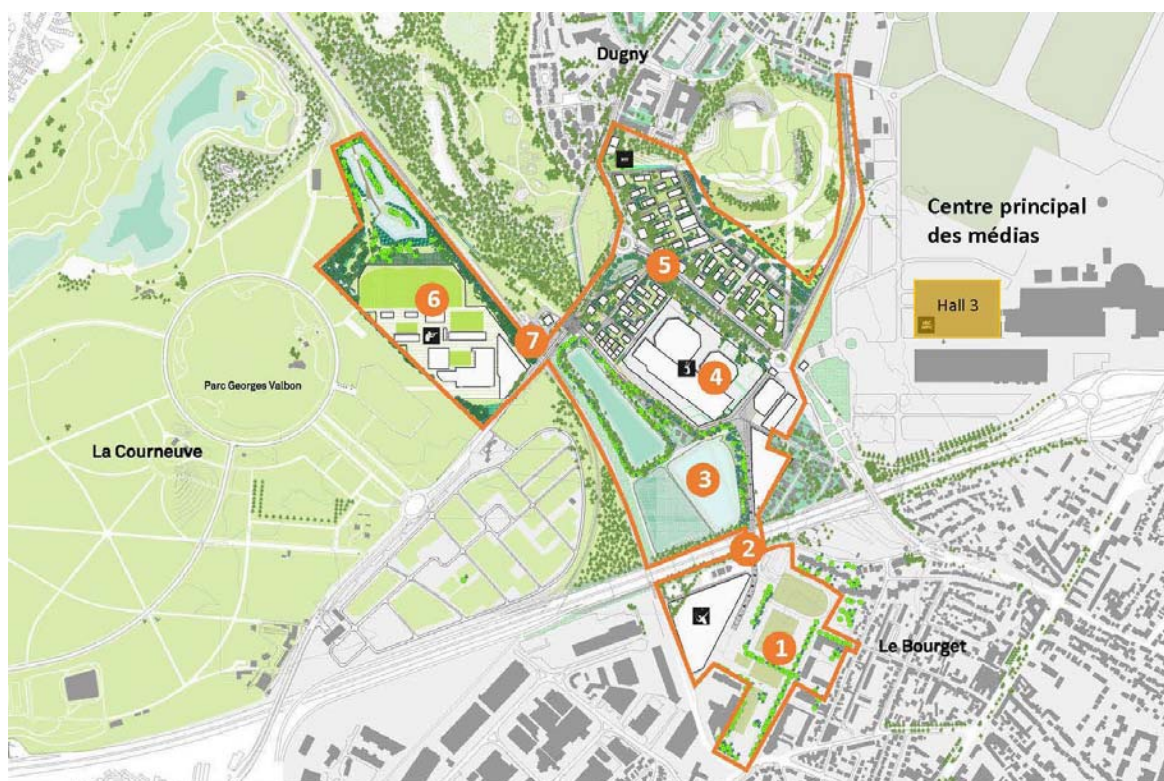 Dugny
Centre principal
des médias
Hall 3
5
6
7
4
Parc Georges Valbon
La Courneuve
3
2
1
Le Bourget